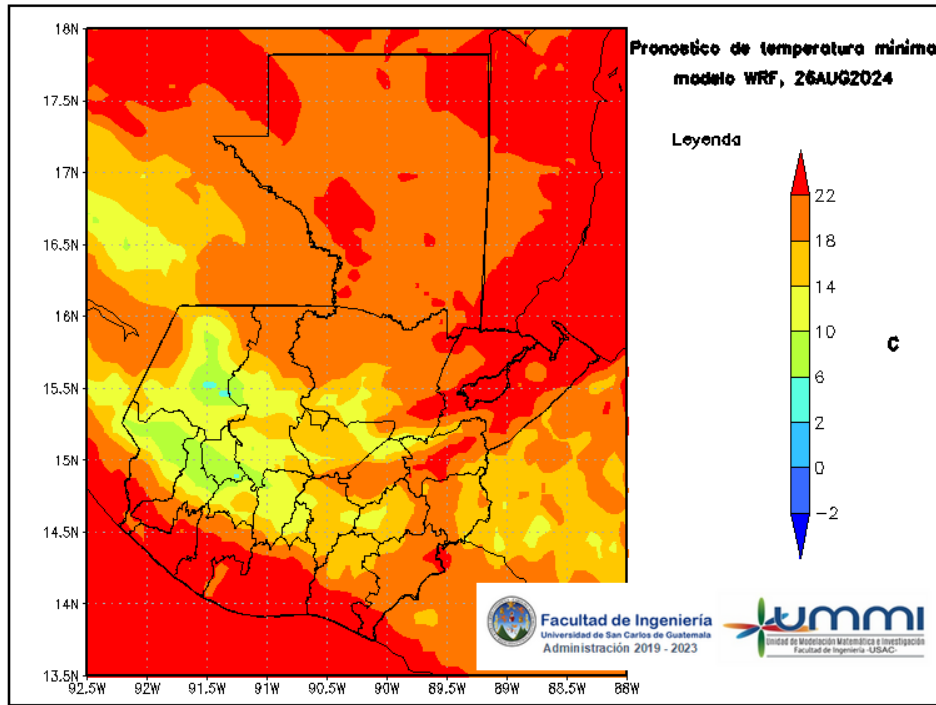 Pronostico de temperatura minima
modelo WRF, 26AUG2024
Leyenda
22
18
14
10
6
2
0
-2
C
18N
17.5N
17N
16.5N
16N
15.5N
15N
14.5N
14N
13.5N
92.5W
92W
91.5W
91W
90.5W
90W
89.5W
89W
88.5W
88W
Facultad de Ingeniería
Universidad de San Carlos de Guatemala
Administración 2019 - 2023
UMMI
Unidad de Modelación Matemática e Investigación
Facultad de Ingeniería -USAC-